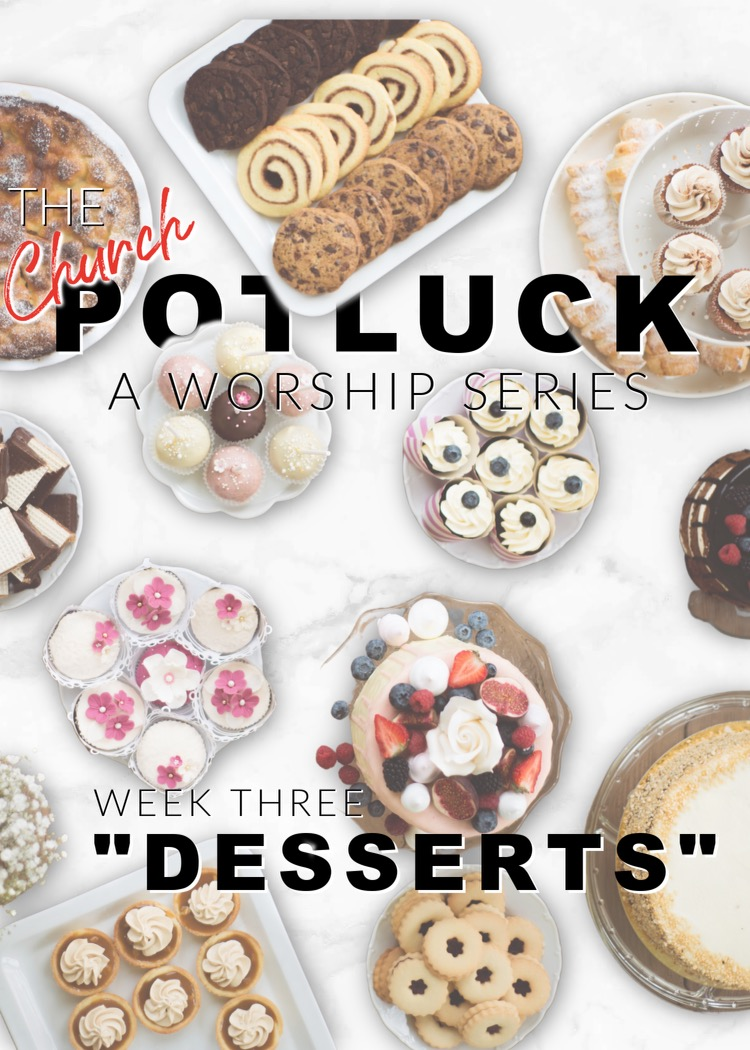 THE
Church
POTLUCK
A WORSHIP SERIES
WEEK THREE
"DESSERTS"